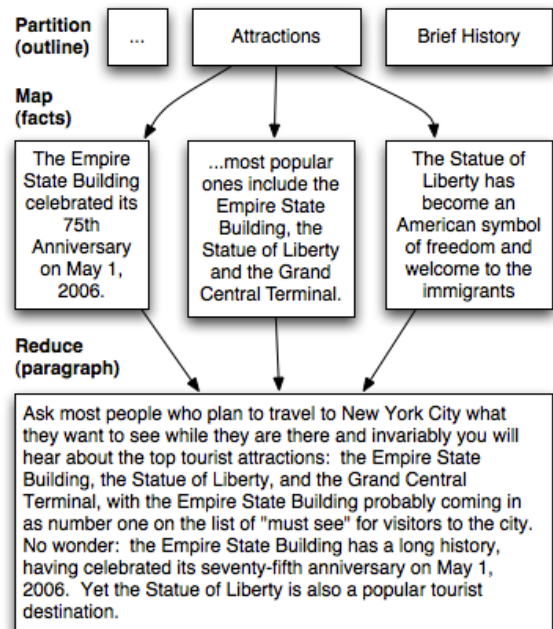 Partition
(outline)
...
Attractions
Brief History
Map
(facts)
The Empire
State Building
celebrated its
75th
Anniversary
on May 1,
2006.
...most popular
ones include the
Empire State
Building, the
Statue of Liberty
and the Grand
Central Terminal.
The Statue of
Liberty has
become an
American symbol
of freedom and
welcome to the
immigrants
Reduce
(paragraph)
Ask most people who plan to travel to New York City what
they want to see while they are there and invariably you will
hear about the top tourist attractions:  the Empire State
Building, the Statue of Liberty, and the Grand Central
Terminal, with the Empire State Building probably coming in
as number one on the list of "must see" for visitors to the city.
No wonder:  the Empire State Building has a long history,
having celebrated its seventy-fifth anniversary on May 1,
2006.  Yet the Statue of Liberty is also a popular tourist
destination.